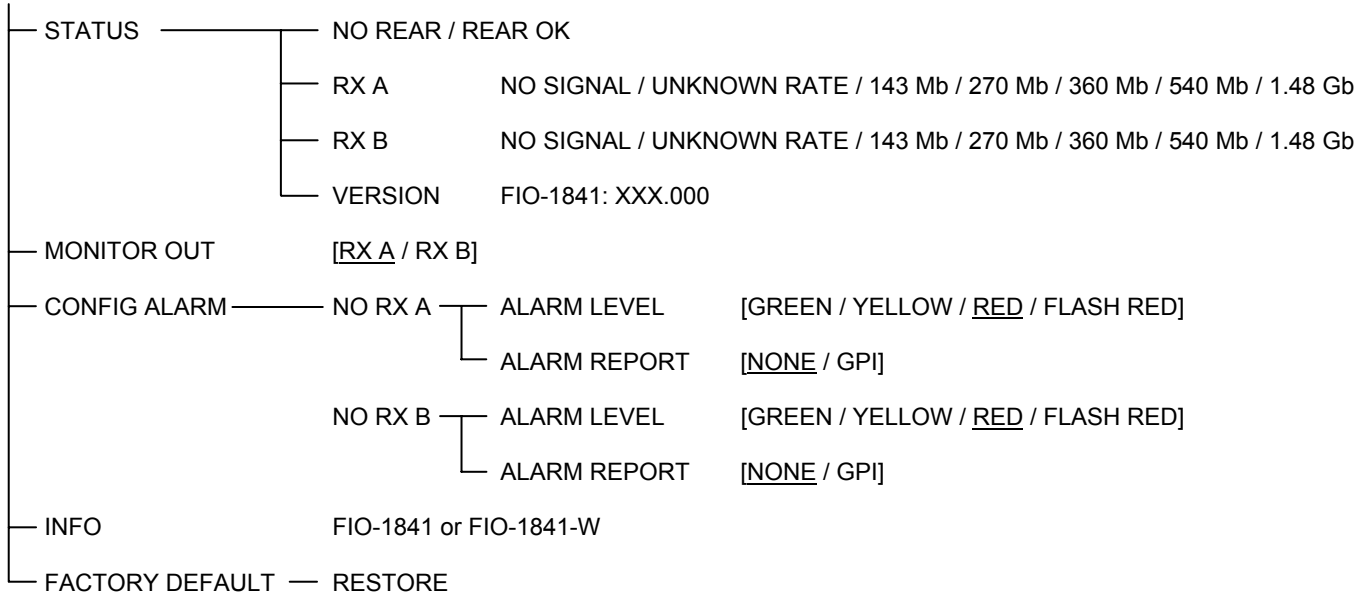 STATUS NO REAR / REAR OK
RX A NO SIGNAL / UNKNOWN RATE / 143 Mb / 270 Mb / 360 Mb / 540 Mb / 1.48 Gb
RX B NO SIGNAL / UNKNOWN RATE / 143 Mb / 270 Mb / 360 Mb / 540 Mb / 1.48 Gb
VERSION FIO-1841: XXX.000
MONITOR OUT [RX A / RX B]
CONFIG ALARM NO RX A ALARM LEVEL [GREEN / YELLOW / RED / FLASH RED]
ALARM REPORT [NONE / GPI]
NO RX B ALARM LEVEL [GREEN / YELLOW / RED / FLASH RED]
ALARM REPORT [NONE / GPI]
INFO FIO-1841 or FIO-1841-W
FACTORY DEFAULT RESTORE